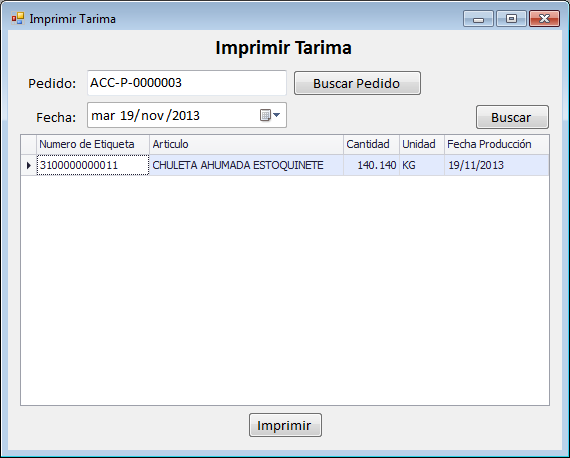 Imprimir Tarima
Imprimir Tarima
Pedido: ACC-P-0000003 Buscar Pedido
Fecha: mar 19/nov/2013
Buscar
Numero de Etiqueta Articulo Cantidad Unidad Fecha Producción
3100000000011 CHULETA AHUMADA ESTOQUINETE 140.140 KG 19/11/2013
Imprimir